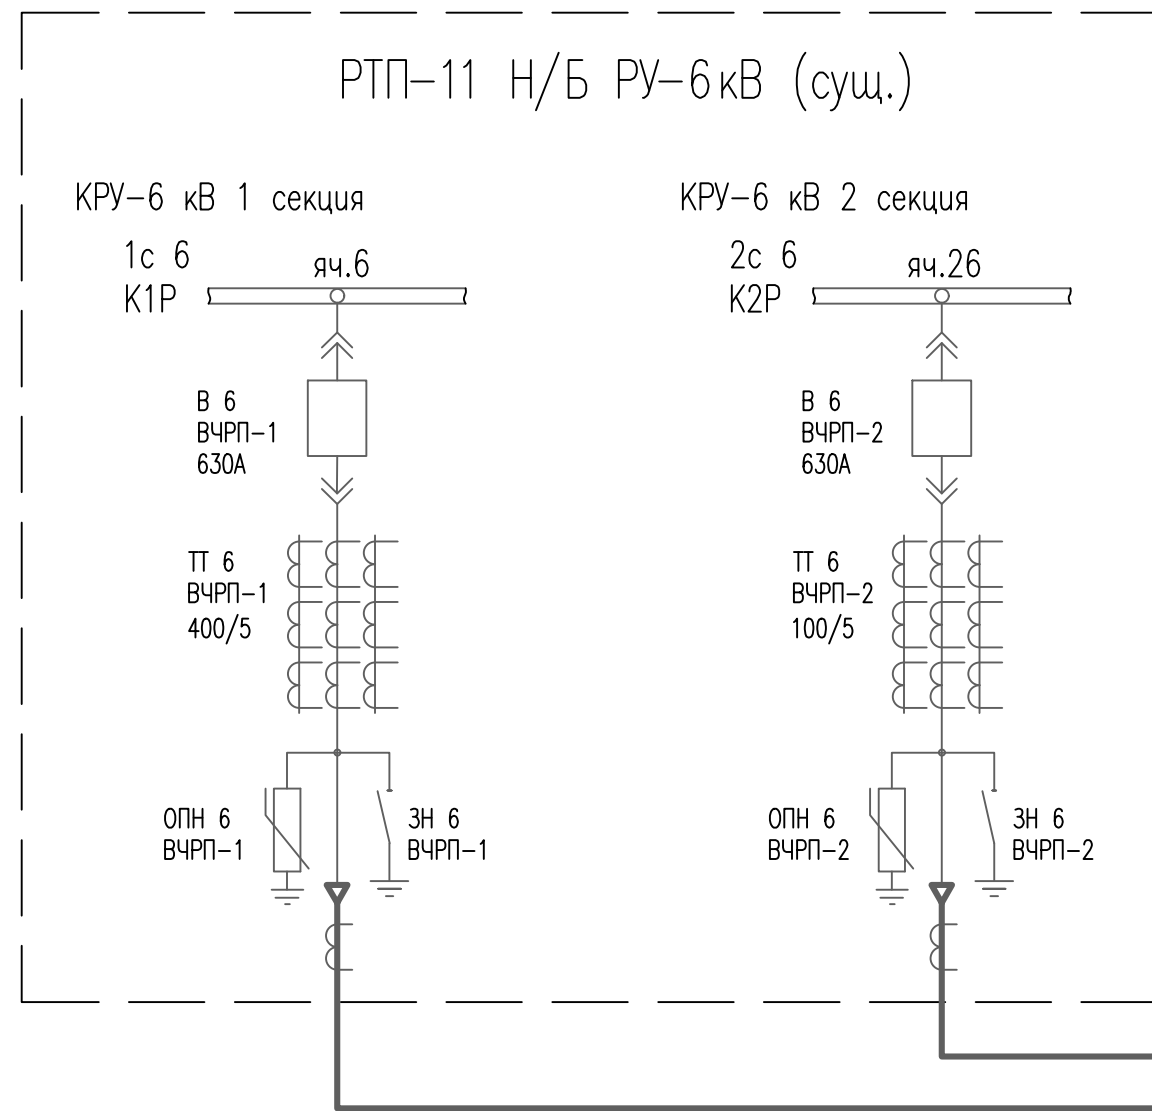 РТП-11 Н/Б РУ-6кВ (сущ.)
КРУ-6 кВ 1 секция
1с 6
К1Р
яч.6
В 6
ВЧРП-1
630А
ТТ 6
ВЧРП-1
400/5
ОПН 6
ВЧРП-1
ЗН 6
ВЧРП-1
КРУ-6 кВ 2 секция
2с 6
К2Р
яч.26
В 6
ВЧРП-2
630А
ТТ 6
ВЧРП-2
100/5
ОПН 6
ВЧРП-2
ЗН 6
ВЧРП-2